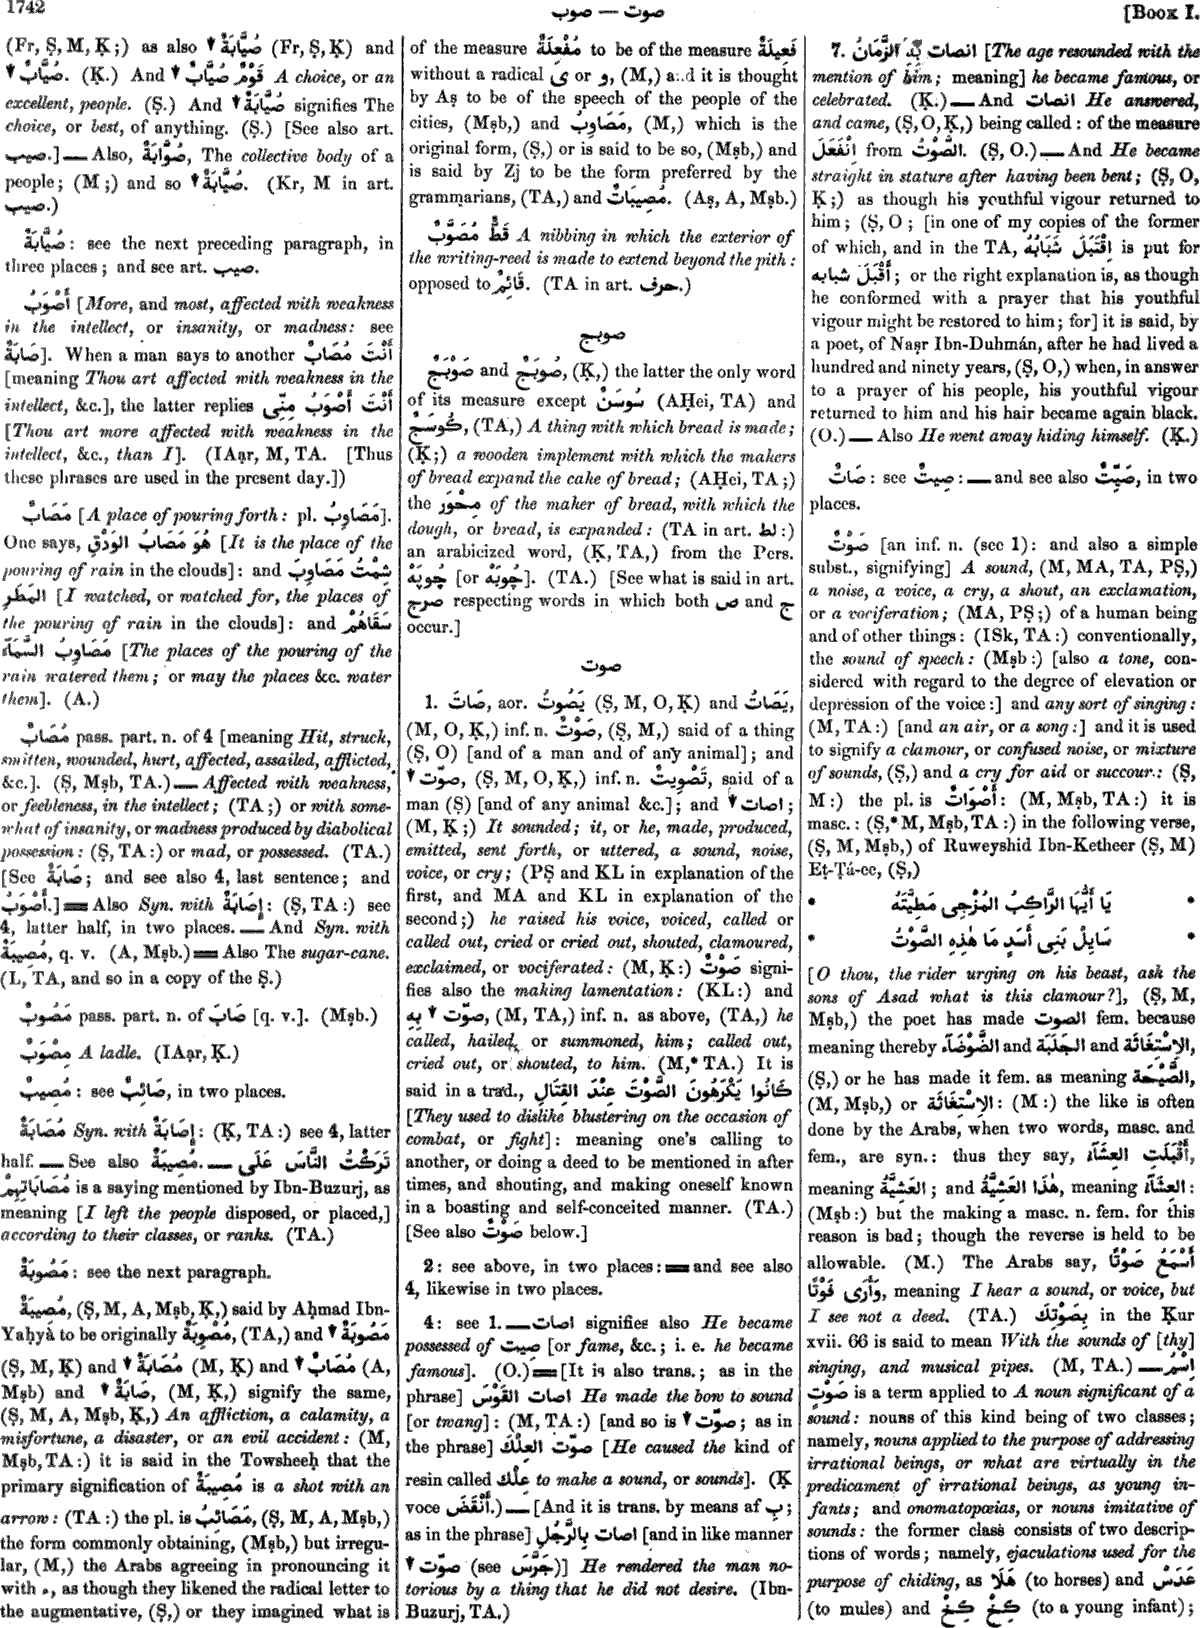 1742
صوت — صوب
[Book I.
(Fr, Ṣ, M, Ḳ;) as also ▼ صُيَّابَةٌ (Fr, Ṣ, Ḳ) and
▼ صُيَّابٌ. (Ḳ.) And ▼ قَوْمٌ صُيَّابٌ A choice, or an
excellent, people. (Ṣ.) And ▼ صُيَّابَةٌ signifies The
choice, or best, of anything. (Ṣ.) [See also art.
صيب.] — Also, صُوَّابَةٌ, The collective body of a
people; (M;) and so ▼ صُيَّابَةٌ. (Kr, M in art.
صيب.)
صُيَّابَةٌ: see the next preceding paragraph, in
three places; and see art. صيب.
أَصْوَبُ [More, and most, affected with weakness
in the intellect, or insanity, or madness: see
صَابَةٌ]. When a man says to another أَنْتَ مُصَابٌ
[meaning Thou art affected with weakness in the
intellect, &c.], the latter replies أَنْتَ أَصْوَبُ مِنِّى
[Thou art more affected with weakness in the
intellect, &c., than I]. (IAạr, M, TA. [Thus
these phrases are used in the present day.])
مَصَابٌ [A place of pouring forth: pl. مَصَاوِبُ].
One says, هُوَ مَصَابُ الوَدْقِ [It is the place of the
pouring of rain in the clouds]: and شِمْتُ مَصَاوِبَ
المَطَرِ [I watched, or watched for, the places of
the pouring of rain in the clouds]: and سَقَاهُمْ
مَصَاوِبُ السَّمَآءِ [The places of the pouring of the
rain watered them; or may the places &c. water
them]. (A.)
مُصَابٌ pass. part. n. of 4 [meaning Hit, struck,
smitten, wounded, hurt, affected, assailed, afflicted,
&c.]. (Ṣ, Mṣb, TA.) — Affected with weakness,
or feebleness, in the intellect; (TA;) or with some-
what of insanity, or madness produced by diabolical
possession: (Ṣ, TA:) or mad, or possessed. (TA.)
[See صَابَةٌ; and see also 4, last sentence; and
أَصْوَبُ.] ═ Also Syn. with إِصَابَةٌ: (Ṣ, TA:) see
4, latter half, in two places. — And Syn. with
مُصِيبَةٌ, q. v. (A, Mṣb.) ═ Also The sugar-cane.
(L, TA, and so in a copy of the Ṣ.)
مَصُوبٌ pass. part. n. of صَابَ [q. v.]. (Mṣb.)
مِصْوَبٌ A ladle. (IAạr, Ḳ.)
مُصِيبٌ: see صَائِبٌ, in two places.
مُصَابَةٌ Syn. with إِصَابَةٌ: (Ḳ, TA:) see 4, latter
half. — See also مُصِيبَةٌ. — تَرَكْتُ النَّاسَ عَلَى
مُصَابَاتِهِمْ is a saying mentioned by Ibn-Buzurj, as
meaning [I left the people disposed, or placed,]
according to their classes, or ranks. (TA.)
مَصُوبَةٌ: see the next paragraph.
مُصِيبَةٌ, (Ṣ, M, A, Mṣb, Ḳ,) said by Aḥmad Ibn-
Yaḥyà to be originally مُصْوِبَةٌ, (TA,) and ▼ مَصُوبَةٌ
(Ṣ, M, Ḳ) and ▼ مُصَابَةٌ (M, Ḳ) and ▼ مُصَابٌ (A,
Mṣb) and ▼ صَابَةٌ, (M, Ḳ,) signify the same,
(Ṣ, M, A, Mṣb, Ḳ,) An affliction, a calamity, a
misfortune, a disaster, or an evil accident: (M,
Mṣb, TA:) it is said in the Towsheeḥ that the
primary signification of مُصِيبَةٌ is a shot with an
arrow: (TA:) the pl. is مَصَائِبُ, (Ṣ, M, A, Mṣb,)
the form commonly obtaining, (Mṣb,) but irregu-
lar, (M,) the Arabs agreeing in pronouncing it
with ء, as though they likened the radical letter to
the augmentative, (Ṣ,) or they imagined what is
of the measure مُفْعِلَةٌ to be of the measure فَعِيلَةٌ
without a radical ى or و, (M,) and it is thought
by Aṣ to be of the speech of the people of the
cities, (Mṣb,) and مَصَاوِبُ, (M,) which is the
original form, (Ṣ,) or is said to be so, (Mṣb,) and
is said by Zj to be the form preferred by the
grammarians, (TA,) and مُصِيبَاتٌ. (Aṣ, A, Mṣb.)
قَطٌّ مُصَوَّبٌ A nibbing in which the exterior of
the writing-reed is made to extend beyond the pith:
opposed to قَائِمٌ. (TA in art. حرف.)
صوبج
صَوْبَجٌ and صُوبَجٌ, (Ḳ,) the latter the only word
of its measure except سُوسَنٌ (AḤei, TA) and
كُوسَجٌ, (TA,) A thing with which bread is made;
(Ḳ;) a wooden implement with which the makers
of bread expand the cake of bread; (AḤei, TA;)
the مِحْوَر of the maker of bread, with which the
dough, or bread, is expanded: (TA in art. لط:)
an arabicized word, (Ḳ, TA,) from the Pers.
چُوبَهْ [or چُوبَهٔ]. (TA.) [See what is said in art.
صرج respecting words in which both ص and ج
occur.]
صوت
1. صَاتَ, aor. يَصُوتُ (Ṣ, M, O, Ḳ) and يَصَاتُ,
(M, O, Ḳ,) inf. n. صَوْتٌ, (Ṣ, M,) said of a thing
(Ṣ, O) [and of a man and of any animal]; and
▼ صوّت, (Ṣ, M, O, Ḳ,) inf. n. تَصْوِيتٌ, said of a
man (Ṣ) [and of any animal &c.]; and ▼ اصات;
(M, Ḳ;) It sounded; it, or he, made, produced,
emitted, sent forth, or uttered, a sound, noise,
voice, or cry; (PṢ and KL in explanation of the
first, and MA and KL in explanation of the
second;) he raised his voice, voiced, called or
called out, cried or cried out, shouted, clamoured,
exclaimed, or vociferated: (M, Ḳ:) صَوْتٌ signi-
fies also the making lamentation: (KL:) and
▼ صوّت بِهِ, (M, TA,) inf. n. as above, (TA,) he
called, hailed, or summoned, him; called out,
cried out, or shouted, to him. (M,* TA.) It is
said in a trad., كَانُوا يَكْرَهُونَ الصَّوْتَ عِنْدَ القِتَالِ
[They used to dislike blustering on the occasion of
combat, or fight]: meaning one's calling to
another, or doing a deed to be mentioned in after
times, and shouting, and making oneself known
in a boasting and self-conceited manner. (TA.)
[See also صَوْتٌ below.]
2: see above, in two places: ═ and see also
4, likewise in two places.
4: see 1. — اصات signifies also He became
possessed of صِيت [or fame, &c.; i. e. he became
famous]. (O.) ═ [It is also trans.; as in the
phrase] اصات القَوْسَ He made the bow to sound
[or twang]: (M, TA:) [and so is ▼ صوّت; as in
the phrase] صوّت العِلْكَ [He caused the kind of
resin called عِلْك to make a sound, or sounds]. (Ḳ
voce أَنْقَضَ.) — [And it is trans. by means of بِ;
as in the phrase] اصات بِالرَّجُلِ [and in like manner
▼ صوّت (see جَرَّسَ)] He rendered the man no-
torious by a thing that he did not desire. (Ibn-
Buzurj, TA.)
7. انصات بِهِ الزَّمَانُ [The age resounded with the
mention of him; meaning] he became famous, or
celebrated. (Ḳ.) — And انصات He answered,
and came, (Ṣ, O, Ḳ,) being called: of the measure
اِنْفَعَلَ from الصَّوْتُ. (Ṣ, O.) — And He became
straight in stature after having been bent; (Ṣ, O,
Ḳ;) as though his youthful vigour returned to
him; (Ṣ, O; [in one of my copies of the former
of which, and in the TA, اِقْتَبَلَ شَبَابُهُ is put for
أَقْبَلَ شبابه; or the right explanation is, as though
he conformed with a prayer that his youthful
vigour might be restored to him; for] it is said, by
a poet, of Naṣr Ibn-Duhmán, after he had lived a
hundred and ninety years, (Ṣ, O,) when, in answer
to a prayer of his people, his youthful vigour
returned to him and his hair became again black.
(O.) — Also He went away hiding himself. (Ḳ.)
صَاتٌ: see صِيتٌ: — and see also صَيِّتٌ, in two
places.
صَوْتٌ [an inf. n. (see 1): and also a simple
subst., signifying] A sound, (M, MA, TA, PṢ,)
a noise, a voice, a cry, a shout, an exclamation,
or a vociferation; (MA, PṢ;) of a human being
and of other things: (ISk, TA:) conventionally,
the sound of speech: (Mṣb:) [also a tone, con-
sidered with regard to the degree of elevation or
depression of the voice:] and any sort of singing:
(M, TA:) [and an air, or a song:] and it is used
to signify a clamour, or confused noise, or mixture
of sounds, (Ṣ,) and a cry for aid or succour.: (Ṣ,
M:) the pl. is أَصْوَاتٌ: (M, Mṣb, TA:) it is
masc.: (Ṣ,* M, Mṣb, TA:) in the following verse,
(Ṣ, M, Mṣb,) of Ruweyshid Ibn-Ketheer (Ṣ, M)
Eṭ-Ṭá-ee, (Ṣ,)
* يَا أَيُّهَا الرَّاكِبُ المُزْجِى مَطِيَّتَهُ *
* سَايِلْ بَنِى أَسَدٍ مَا هٰذِهِ الصَّوْتُ *
[O thou, the rider urging on his beast, ask the
sons of Asad what is this clamour?], (Ṣ, M,
Mṣb,) the poet has made الصوت fem. because
meaning thereby الضَّوْضَآء and الجَلَبَة and الاِسْتِغَاثَة,
(Ṣ,) or he has made it fem. as meaning الصَّيْحَة,
(M, Mṣb,) or الاِسْتِغَاثَة: (M:) the like is often
done by the Arabs, when two words, masc. and
fem., are syn.: thus they say, أَقْبَلَتِ العِشَآءُ,
meaning العَشِيَّةُ; and هٰذَا العَشِيَّةُ, meaning العِشَآءُ:
(Mṣb:) but the making a masc. n. fem. for this
reason is bad; though the reverse is held to be
allowable. (M.) The Arabs say, أَسْمَعُ صَوْتًا
وَأَرَى فَوْتًا, meaning I hear a sound, or voice, but
I see not a deed. (TA.) بِصَوْتِكَ in the Ḳur
xvii. 66 is said to mean With the sounds of [thy]
singing, and musical pipes. (M, TA.) — اِسْمُ
صَوْتٍ is a term applied to A noun significant of a
sound: nouns of this kind being of two classes;
namely, nouns applied to the purpose of addressing
irrational beings, or what are virtually in the
predicament of irrational beings, as young in-
fants; and onomatopœias, or nouns imitative of
sounds: the former class consists of two descrip-
tions of words; namely, ejaculations used for the
purpose of chiding, as هَلَا (to horses) and عَدَسْ
(to mules) and كِخْ كِخْ (to a young infant);